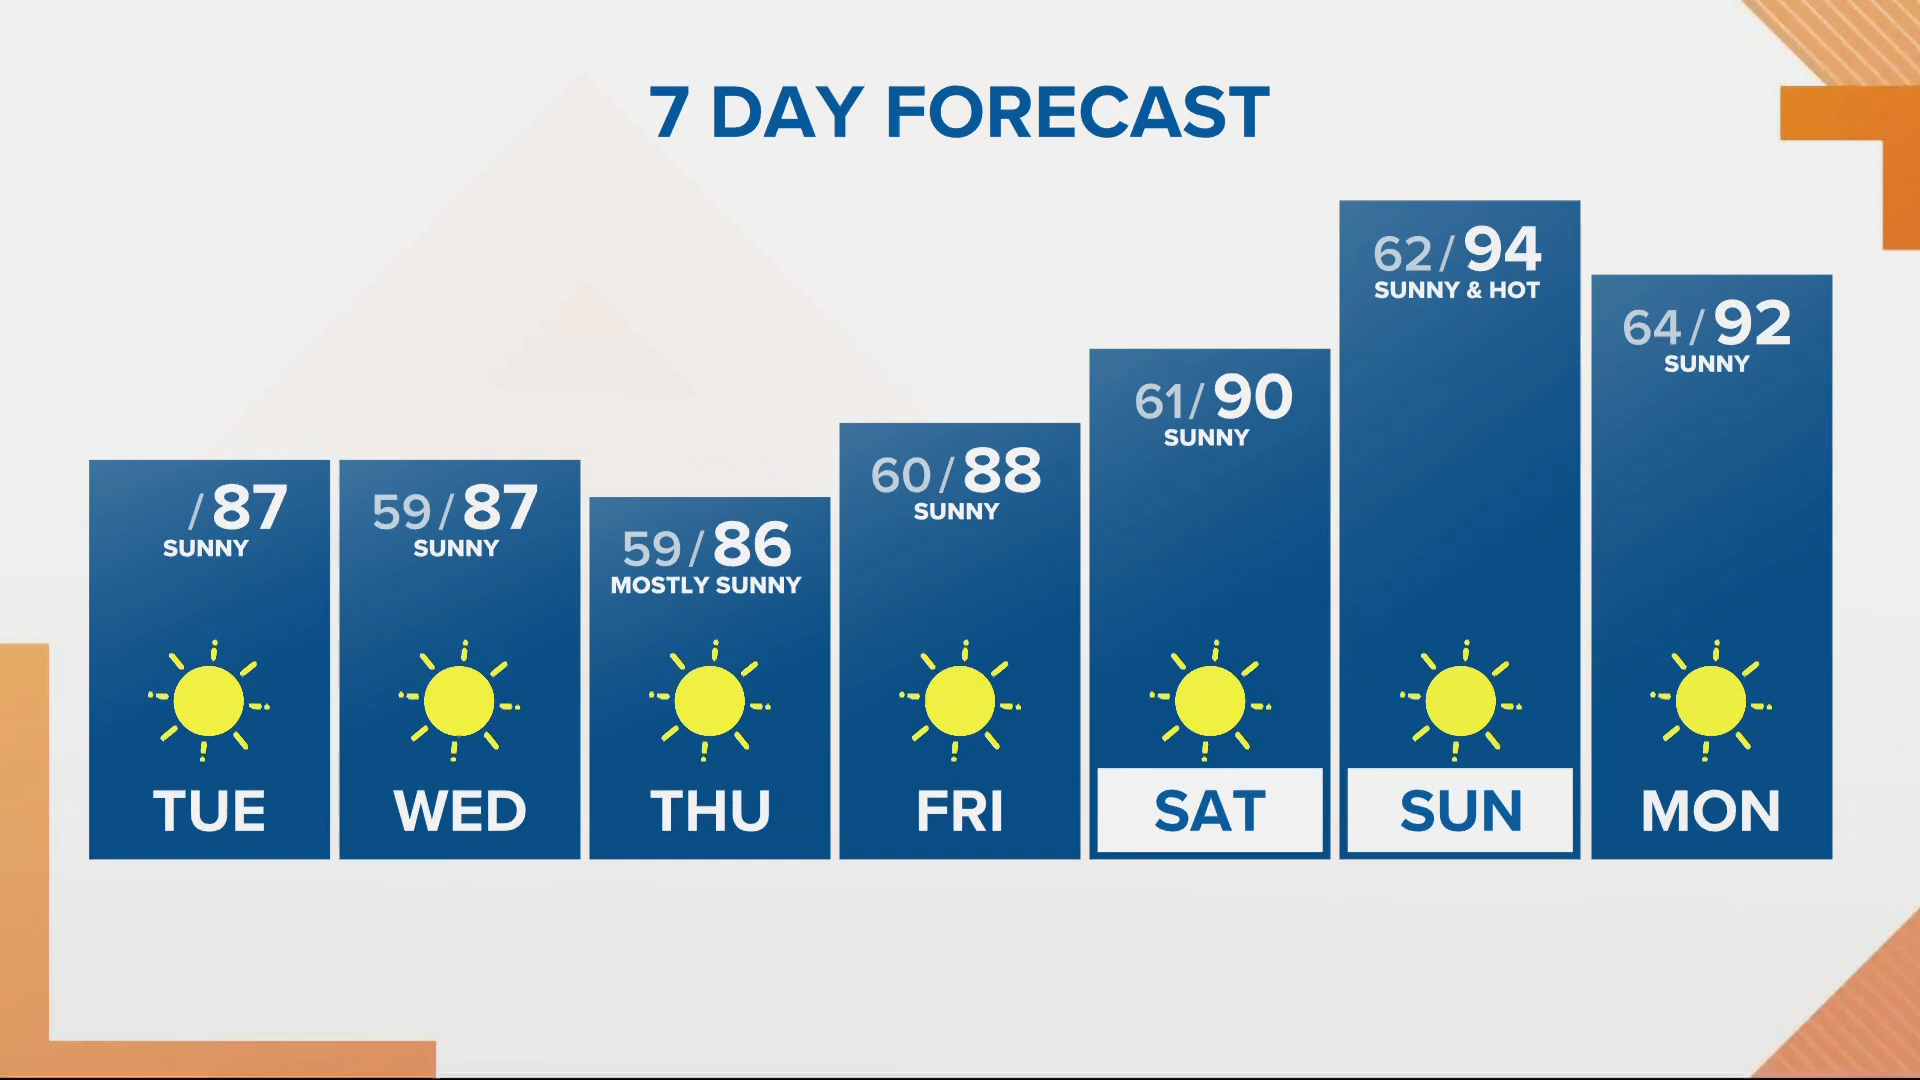 7 DAY FORECAST
/87
SUNNY
TUE
59/87
SUNNY
WED
59/86
MOSTLY SUNNY
THU
60/88
SUNNY
FRI
61/90
SUNNY
SAT
62/94
SUNNY & HOT
SUN
64/92
SUNNY
MON